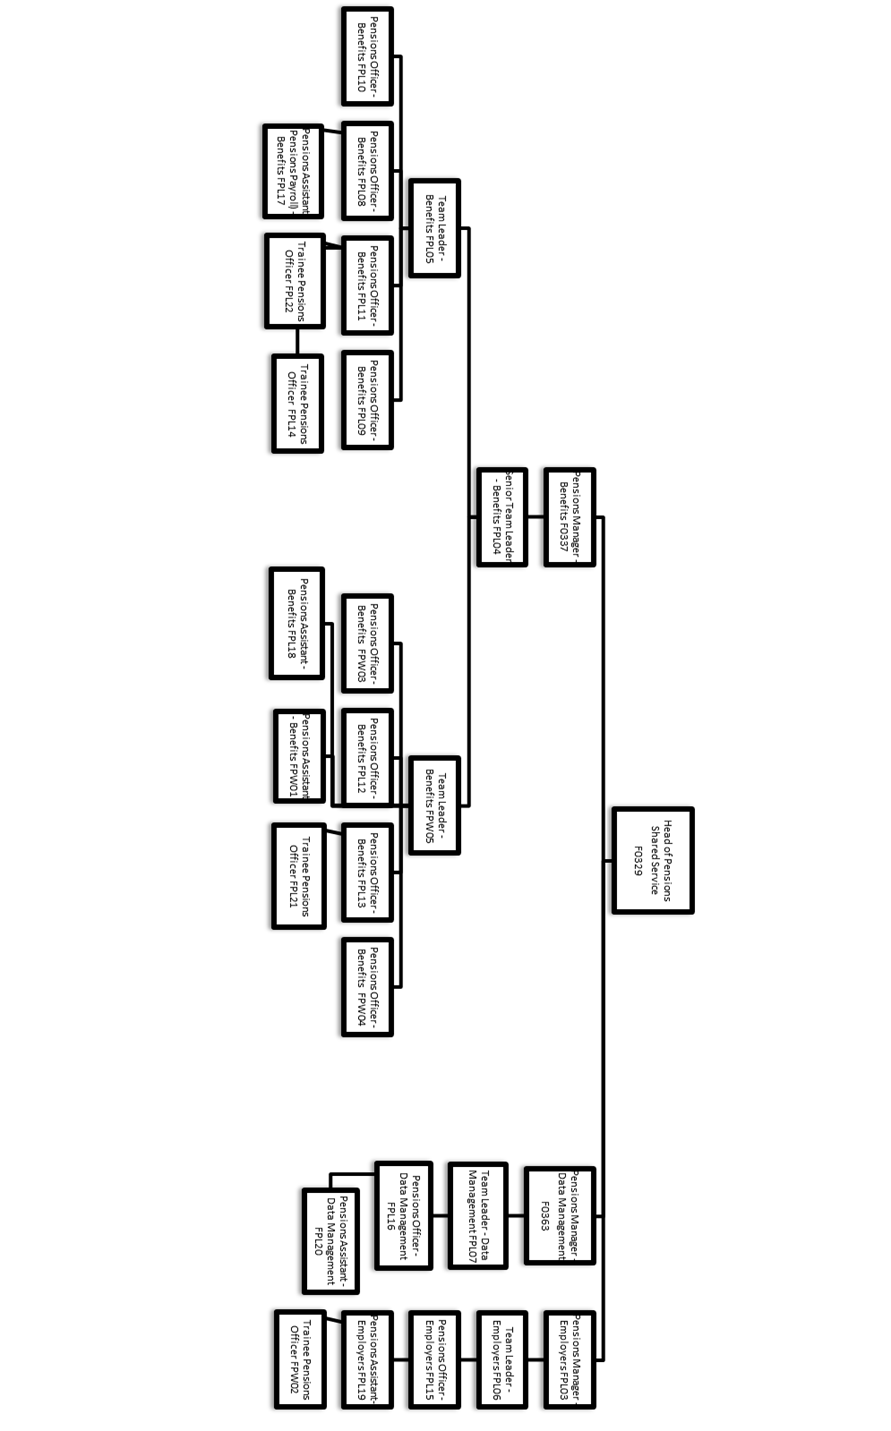 Head of Pensions
Shared Service
F0329
Pensions Manager -
Benefits F0337
Senior Team Leader
- Benefits FPL04
Team Leader -
Benefits FPL05
Pensions Officer -
Benefits FPL10
Pensions Officer -
Benefits FPL08
Pensions Assistant
Pensions Payroll) -
Benefits FPL17
Pensions Officer -
Benefits FPL11
Trainee Pensions
Officer FPL22
Trainee Pensions
Officer FPL14
Pensions Officer -
Benefits FPL09
Team Leader -
Benefits FPW05
Pensions Officer -
Benefits FPW03
Pensions Officer -
Benefits FPL12
Pensions Officer -
Benefits FPL13
Trainee Pensions
Officer FPL21
Pensions Officer -
Benefits FPW04
Pensions Assistant -
Benefits FPL18
Pensions Assistant
- Benefits FPW01
Pensions Manager -
Data Management
F0363
Team Leader - Data
Management FPL07
Pensions Officer -
Data Management
FPL16
Pensions Assistant -
Data Management
FPL20
Pensions Manager -
Employers FPL03
Team Leader -
Employers FPL06
Pensions Officer -
Employers FPL15
Pensions Assistant-
Employers FPL19
Trainee Pensions
Officer FPW02